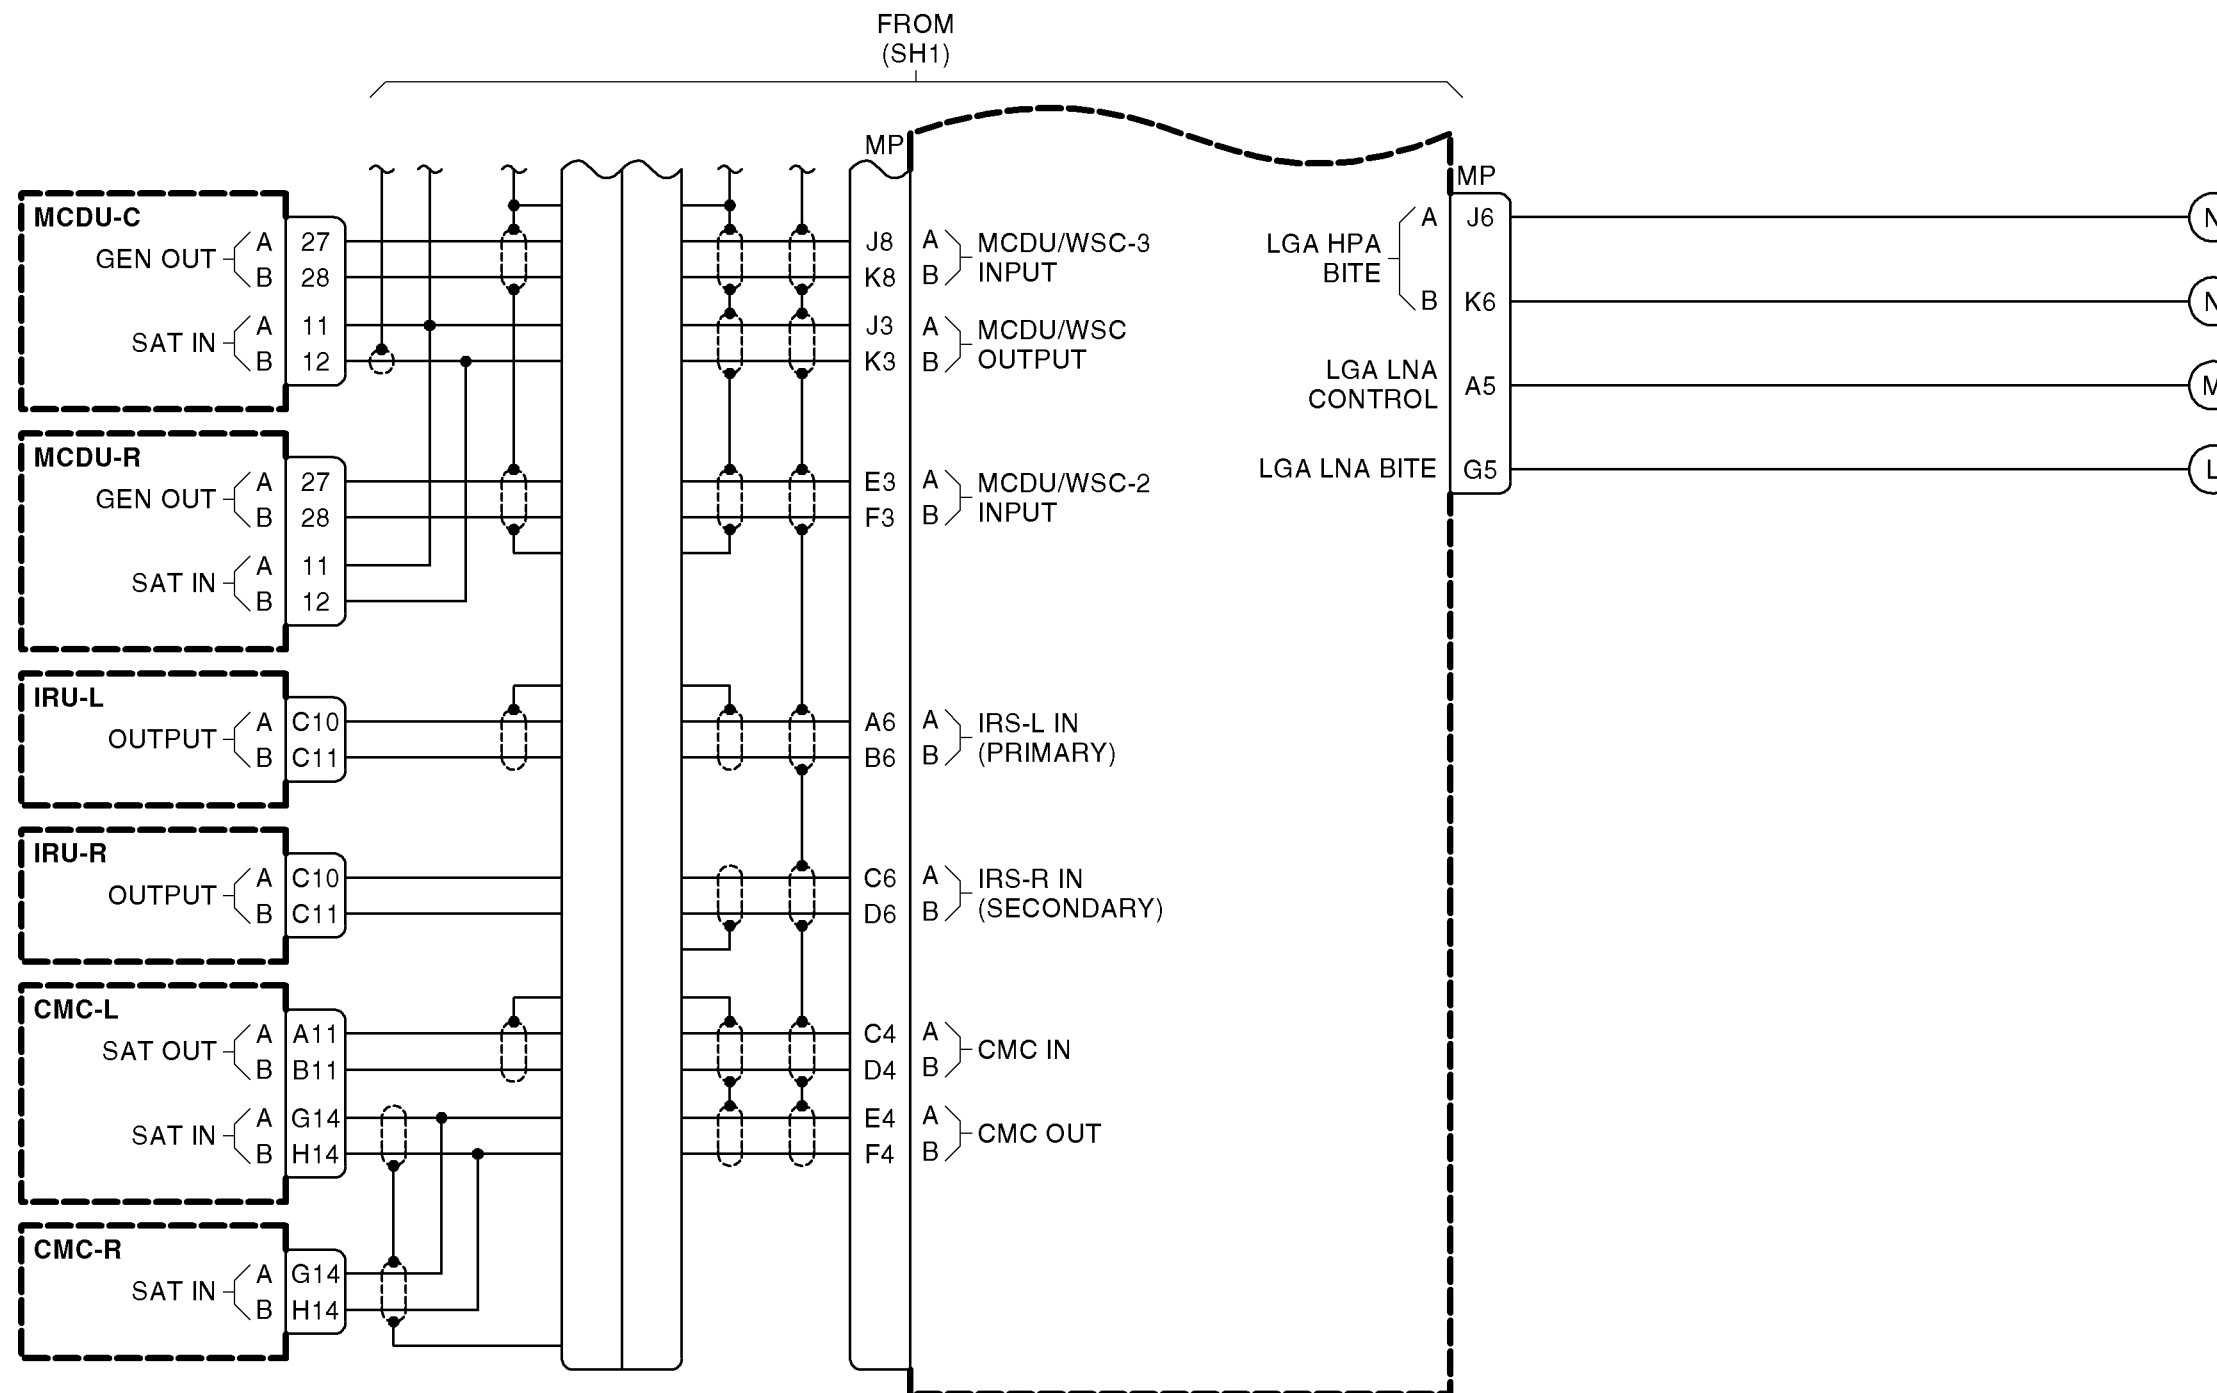 FROM
(SH1)
MP
MP
MCDU-C
GEN OUT
A 27
B 28
SAT IN
A 11
B 12
J8 A
K8 B
MCDU/WSC-3
INPUT
J3 A
K3 B
MCDU/WSC
OUTPUT
LGA HPA
BITE
A J6
B K6
LGA LNA
CONTROL
A5
LGA LNA BITE G5
N
N
M
L
MCDU-R
GEN OUT
A 27
B 28
SAT IN
A 11
B 12
E3 A
F3 B
MCDU/WSC-2
INPUT
IRU-L
OUTPUT
A C10
B C11
A6 A
B6 B
IRS-L IN
(PRIMARY)
IRU-R
OUTPUT
A C10
B C11
C6 A
D6 B
IRS-R IN
(SECONDARY)
CMC-L
SAT OUT
A A11
B B11
SAT IN
A G14
B H14
C4 A
D4 B
CMC IN
E4 A
F4 B
CMC OUT
CMC-R
SAT IN
A G14
B H14